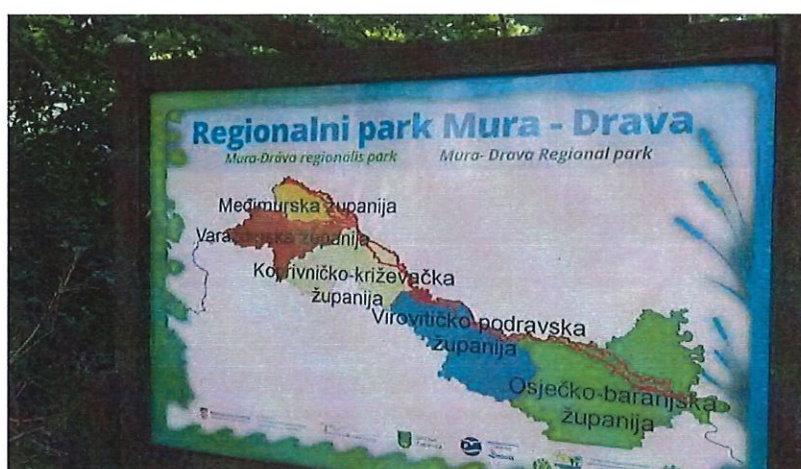 Regionalni park Mura - Drava
Mura-Dráva regionalis park
Mura- Drava Regional park
Međimurska županija
Varaždinska županija
Koprivničko-križevačka
županija
Virovitičko-podravska
županija
Osječko-baranjska
županija